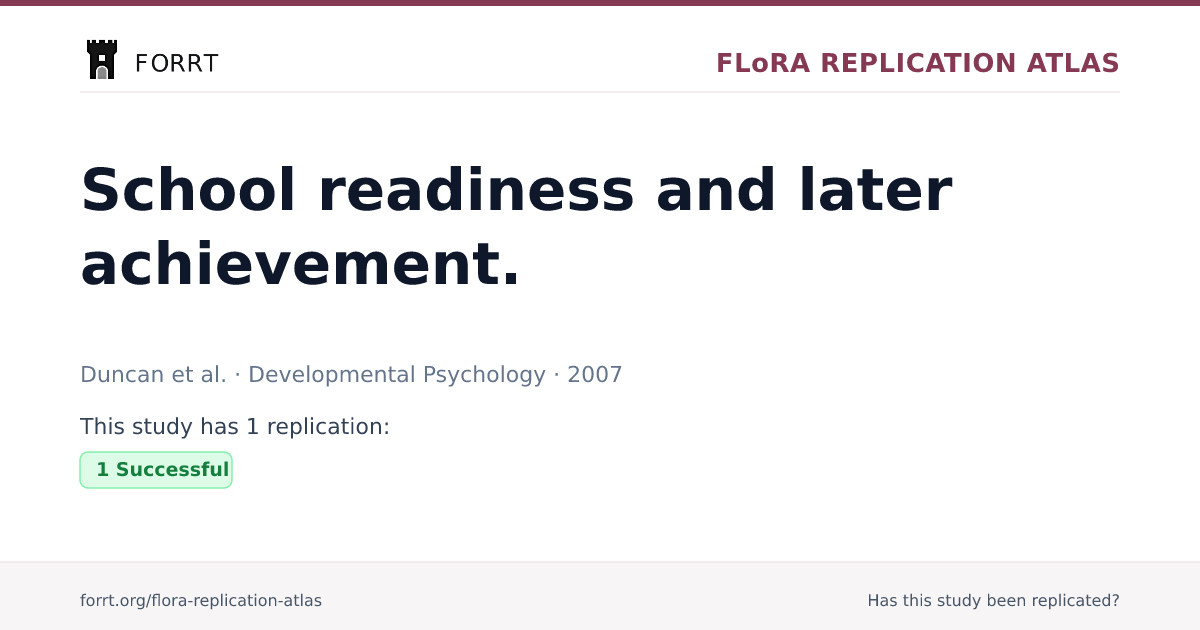 FORRT
FLoRA REPLICATION ATLAS
School readiness and later
achievement.
Duncan et al. · Developmental Psychology · 2007
This study has 1 replication:
1 Successful
forrt.org/flora-replication-atlas
Has this study been replicated?